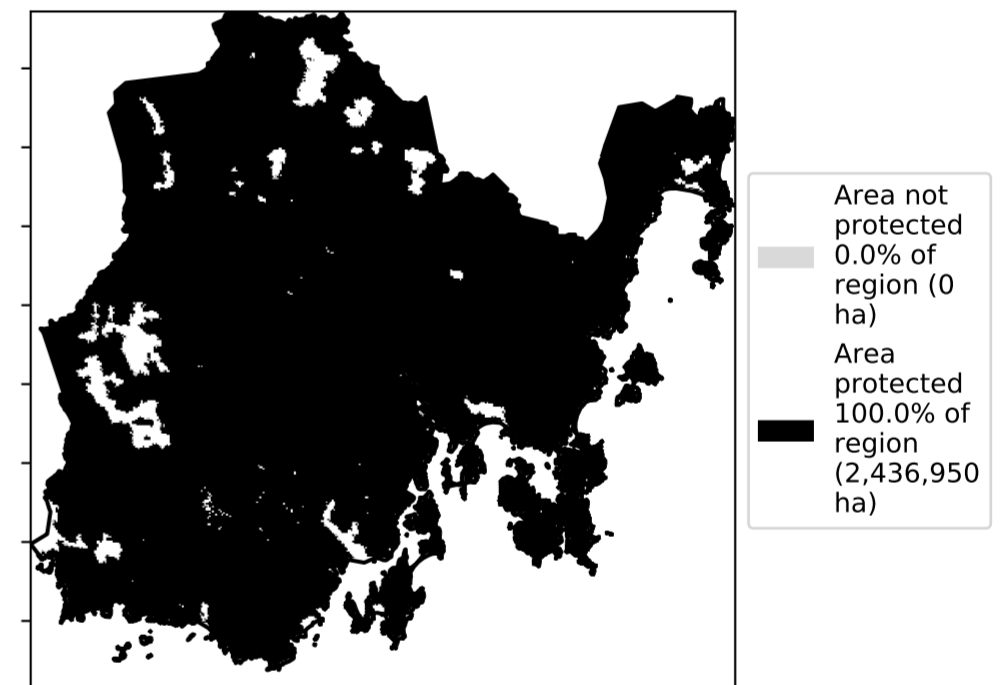 Area not
protected
0.0% of
region (0
ha)
Area
protected
100.0% of
region
(2,436,950
ha)